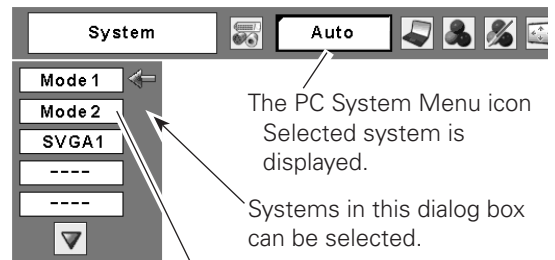 System
Auto
Mode 1
Mode 2
SVGA1
----
----
The PC System Menu icon
Selected system is
displayed.
Systems in this dialog box
can be selected.